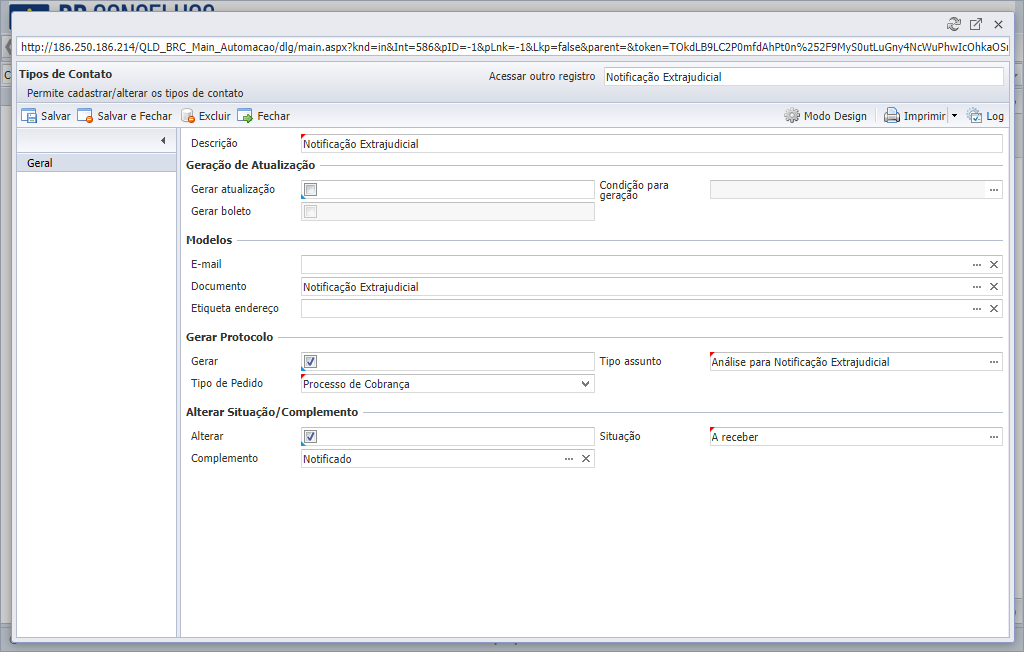 BR CONSELHOS
http://186.250.186.214/QLD_BRC_Main_Automacao/dlg/main.aspx?knd=in&Int=586&pID=-1&pLnk=-1&Lkp=false&parent=&token=TOkdLB9LC2P0mfdAhPt0n%252F9MyS0utLuGny4NcWuPhwIcOhkaOS
Tipos de Contato
Acessar outro registro Notificação Extrajudicial
Permite cadastrar/alterar os tipos de contato
Salvar Salvar e Fechar Excluir Fechar Modo Design Imprimir Log
Geral
Descrição Notificação Extrajudicial
Geração de Atualização
Gerar atualização Condição para geração
Gerar boleto
Modelos
E-mail
Documento Notificação Extrajudicial
Etiqueta endereço
Gerar Protocolo
Gerar Tipo assunto Análise para Notificação Extrajudicial
Tipo de Pedido Processo de Cobrança
Alterar Situação/Complemento
Alterar Situação A receber
Complemento Notificado